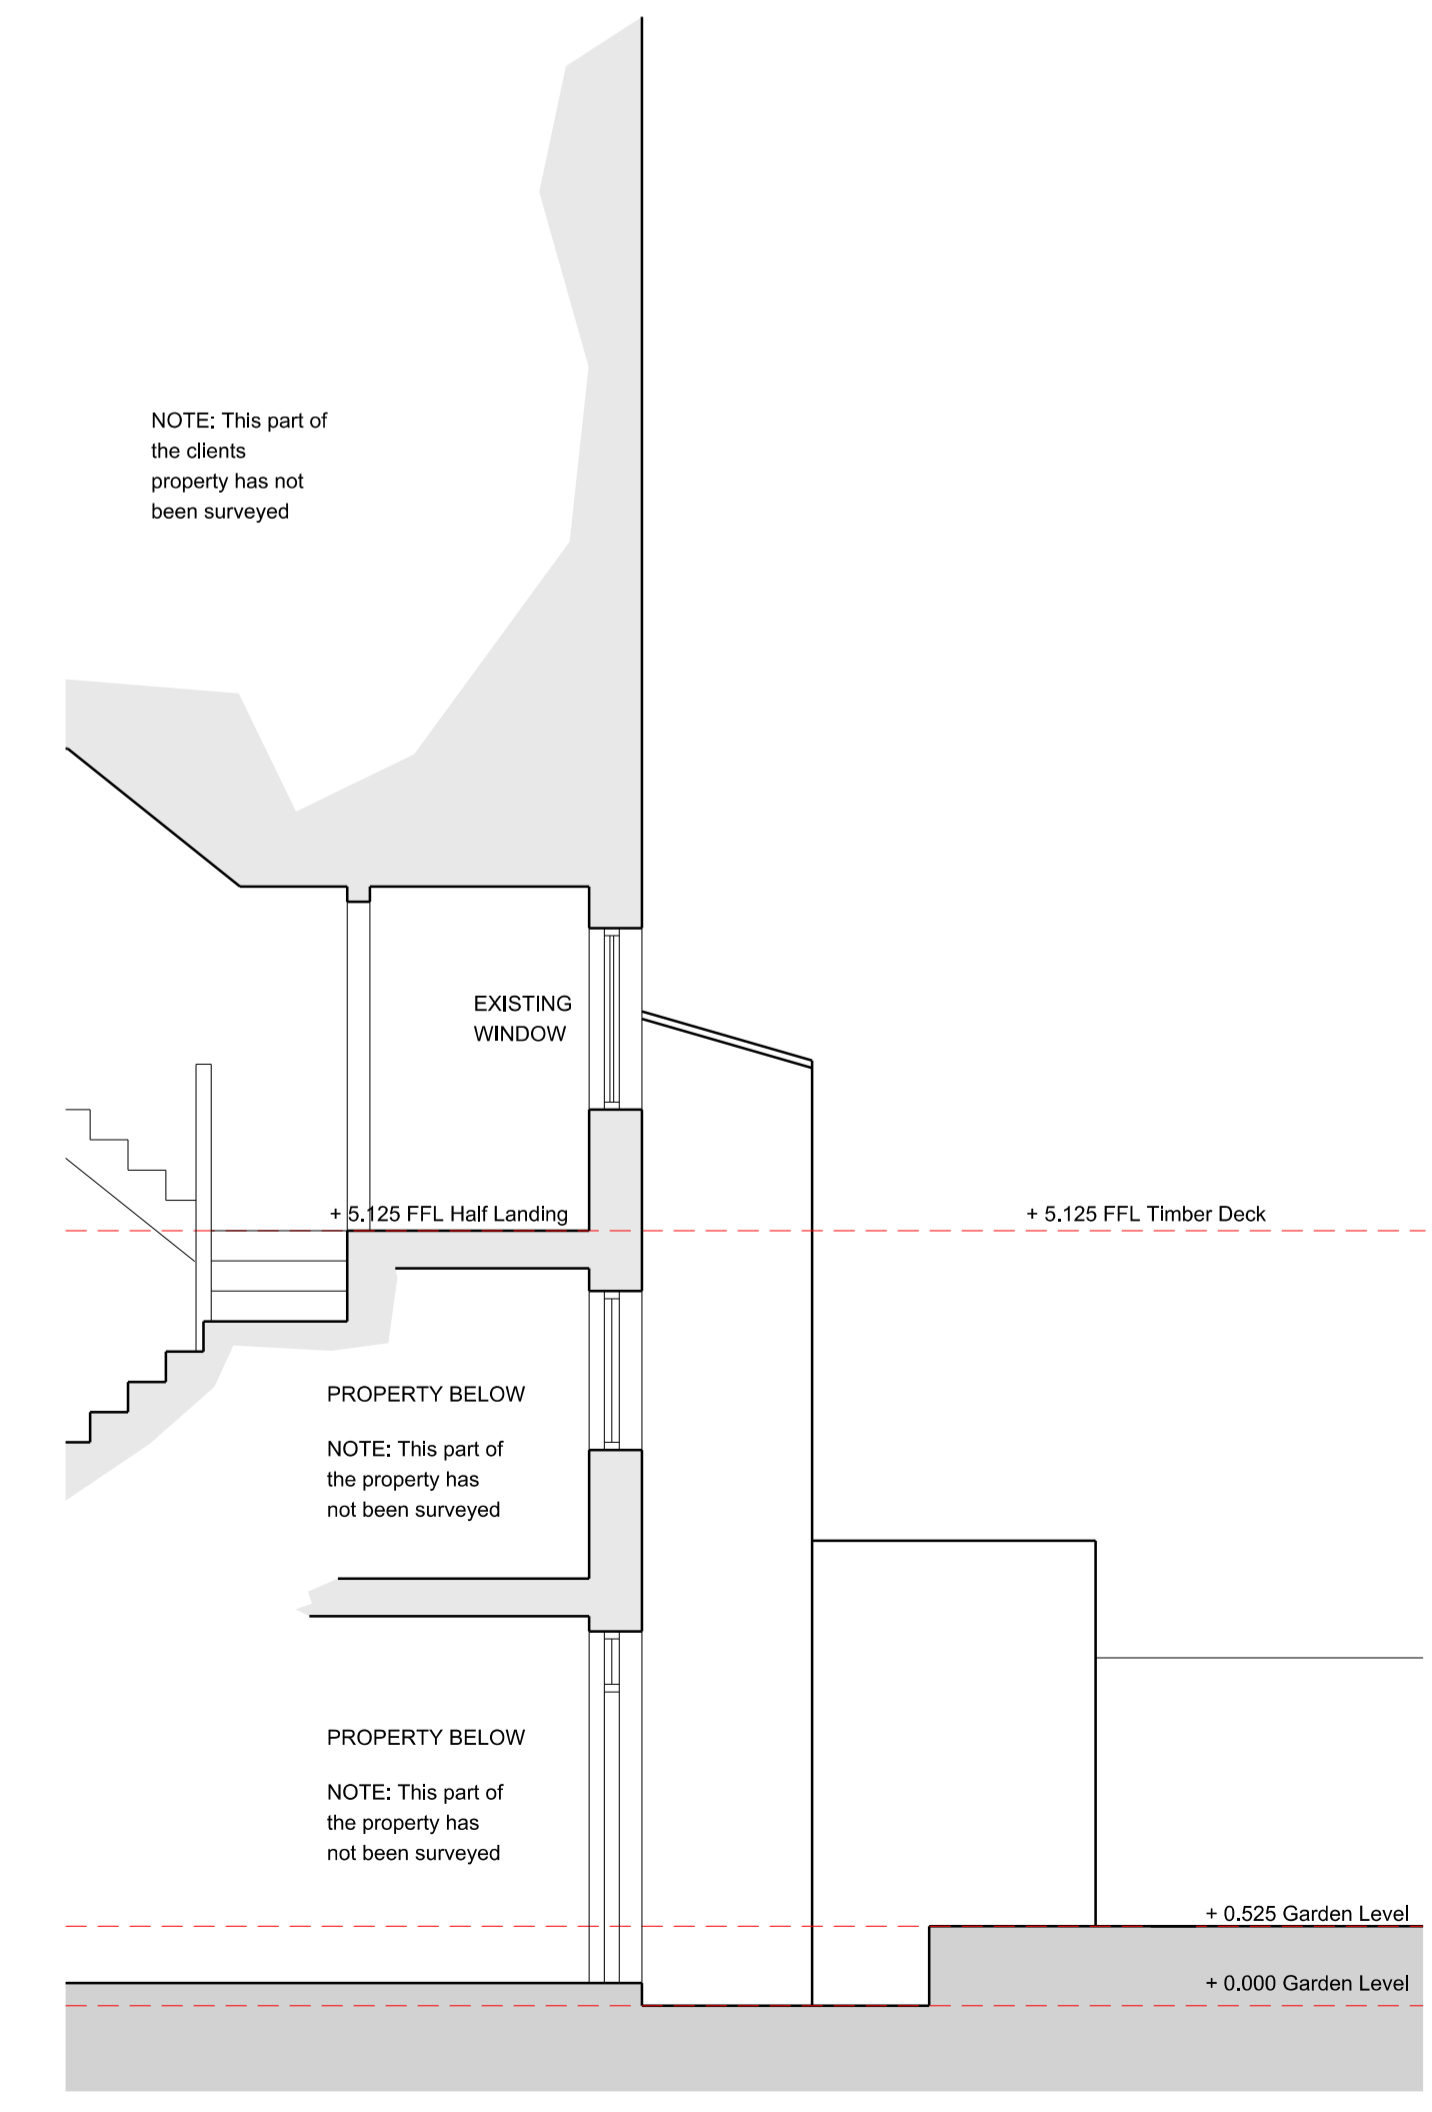 NOTE: This part of
the clients
property has not
been surveyed
EXISTING
WINDOW
+ 5.125 FFL Half Landing
+ 5.125 FFL Timber Deck
PROPERTY BELOW
NOTE: This part of
the property has
not been surveyed
PROPERTY BELOW
NOTE: This part of
the property has
not been surveyed
+ 0.525 Garden Level
+ 0.000 Garden Level